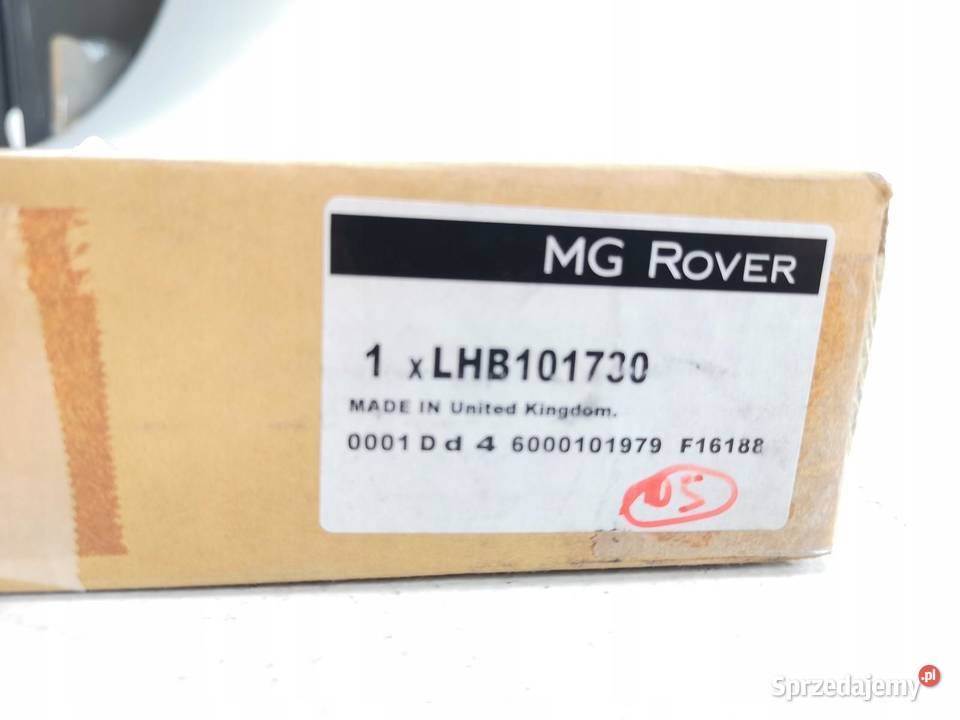 MG ROVER
1 x LHB101730
MADE IN United Kingdom.
0001 D d 4 6000101979 F16188
05
Sprzedajemy.pl